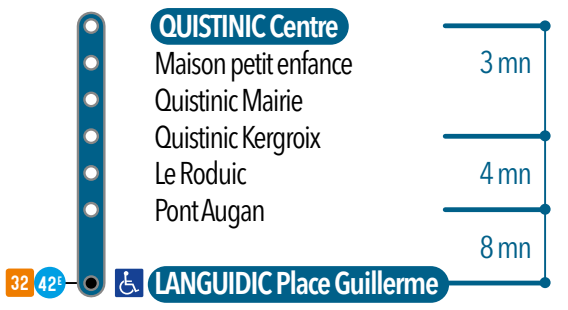 QUISTINIC Centre
Maison petit enfance 3 mn
Quistinic Mairie
Quistinic Kergroix
Le Roduic 4 mn
Pont Augan
8 mn
32 42E LANGUIDIC Place Guillerme